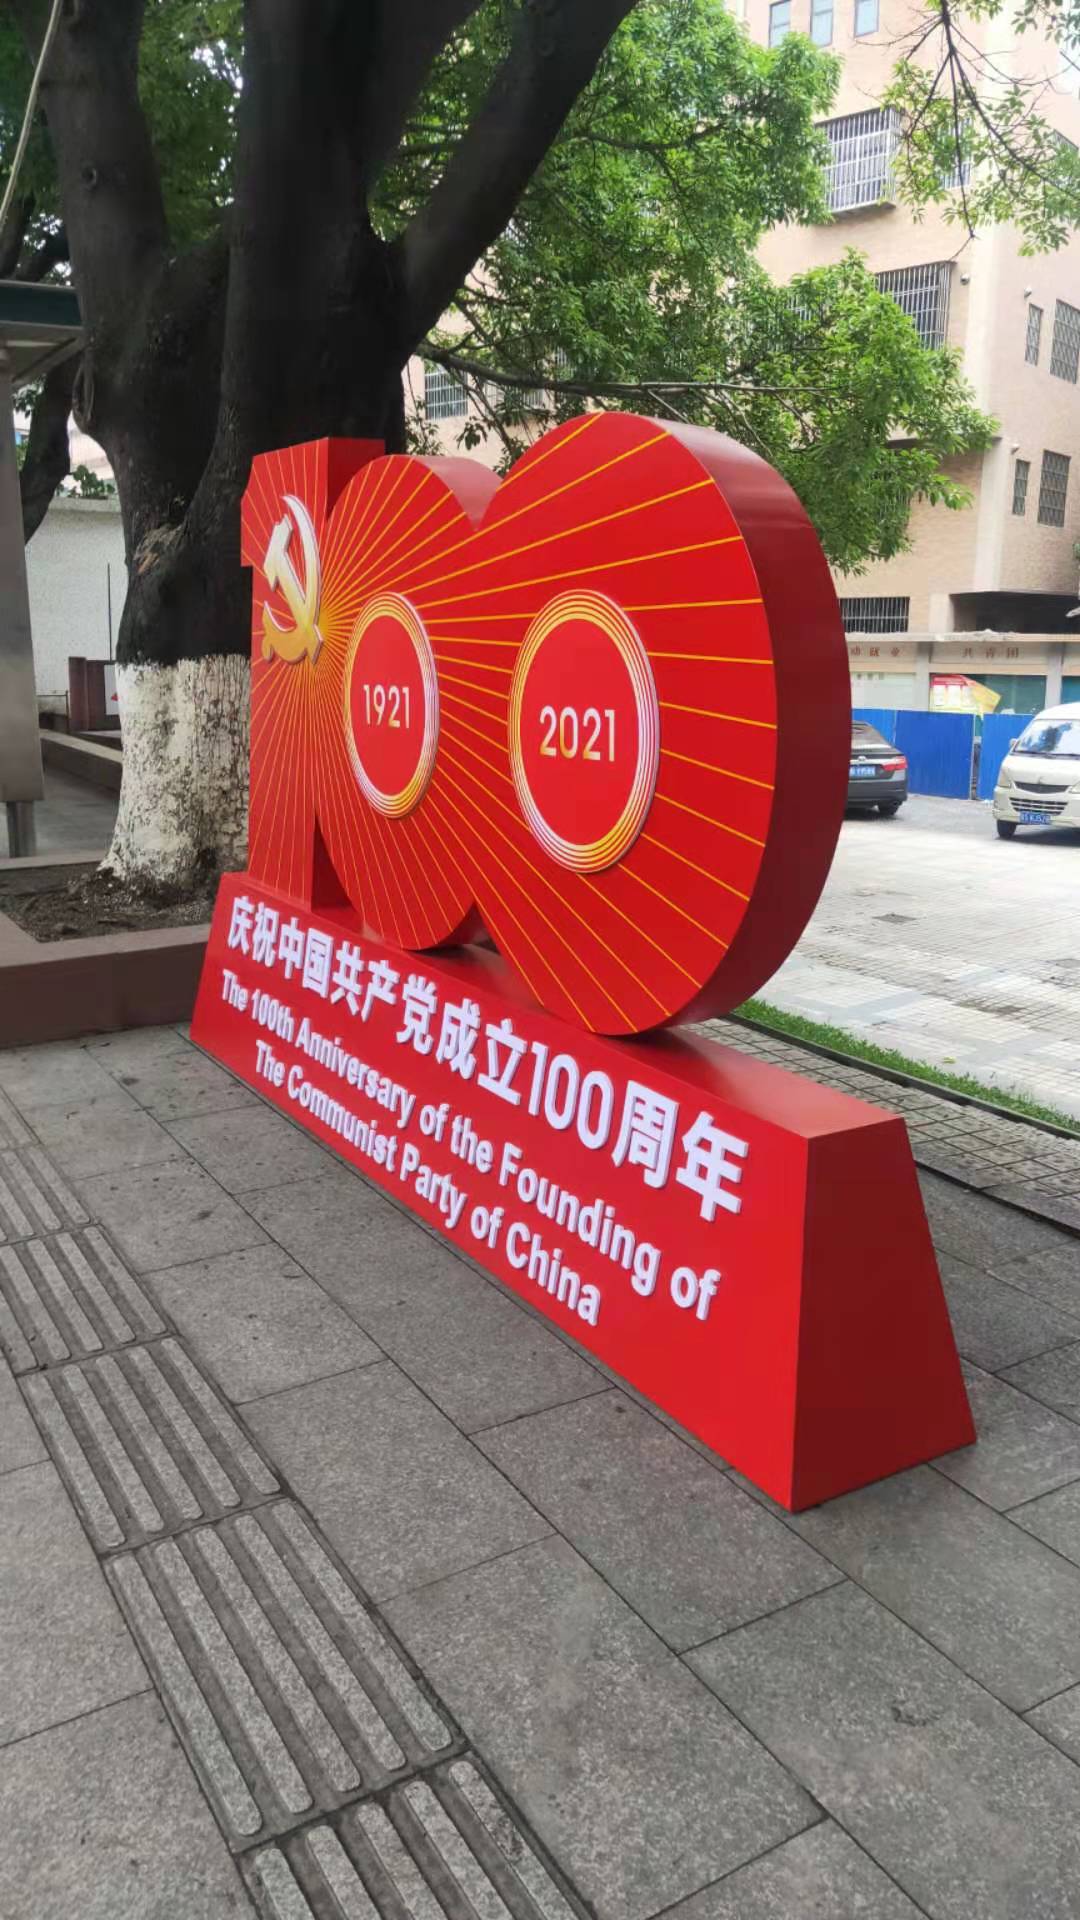 100
1921
2021
庆祝中国共产党成立100周年
The 100th Anniversary of the Founding of
The Communist Party of China